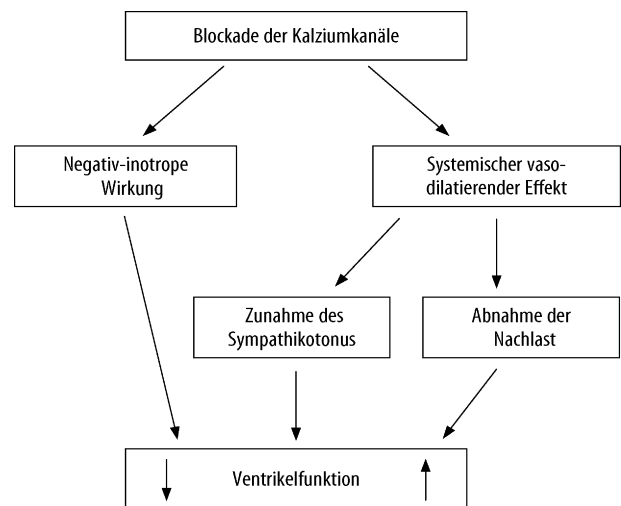 Blockade der Kalziumkanäle
Negativ-inotrope
Wirkung
Systemischer vaso-
dilatierender Effekt
Zunahme des
Sympathikotonus
Abnahme der
Nachlast
Ventrikelfunktion